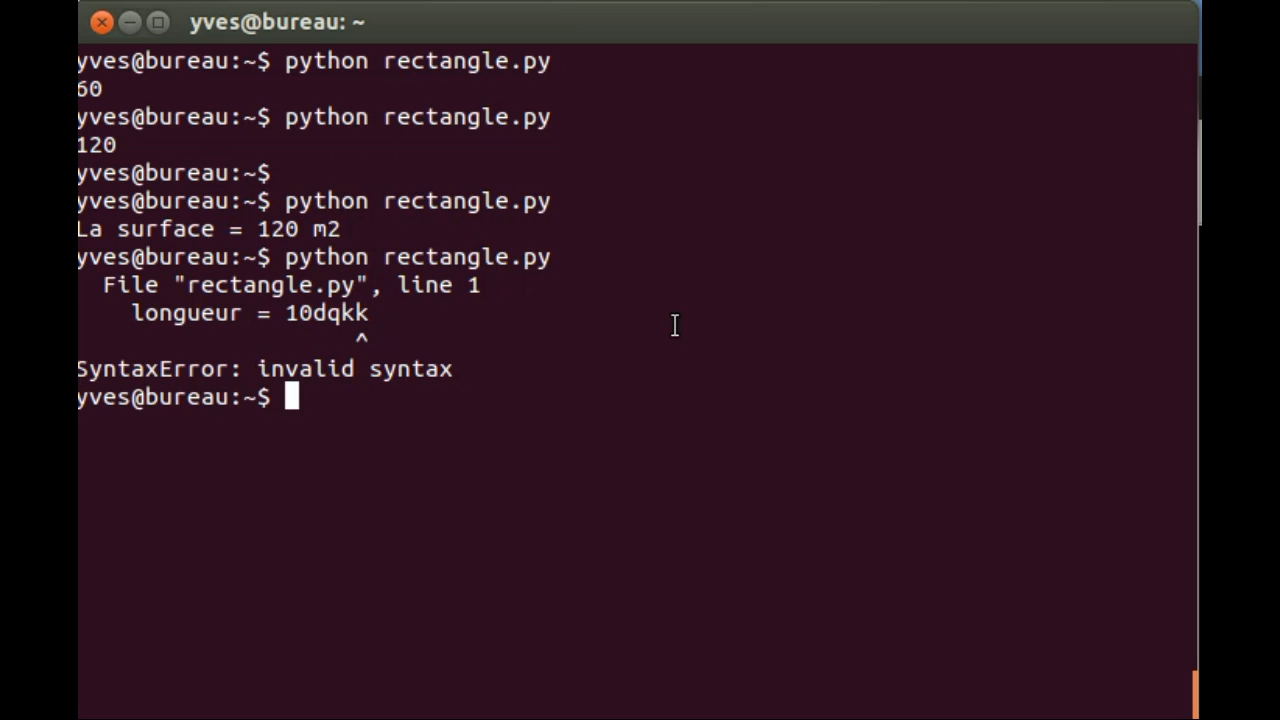 yves@bureau: ~
yves@bureau:~$ python rectangle.py
60
yves@bureau:~$ python rectangle.py
120
yves@bureau:~$
yves@bureau:~$ python rectangle.py
La surface = 120 m2
yves@bureau:~$ python rectangle.py
  File "rectangle.py", line 1
    longueur = 10dqkk
                    ^
SyntaxError: invalid syntax
yves@bureau:~$